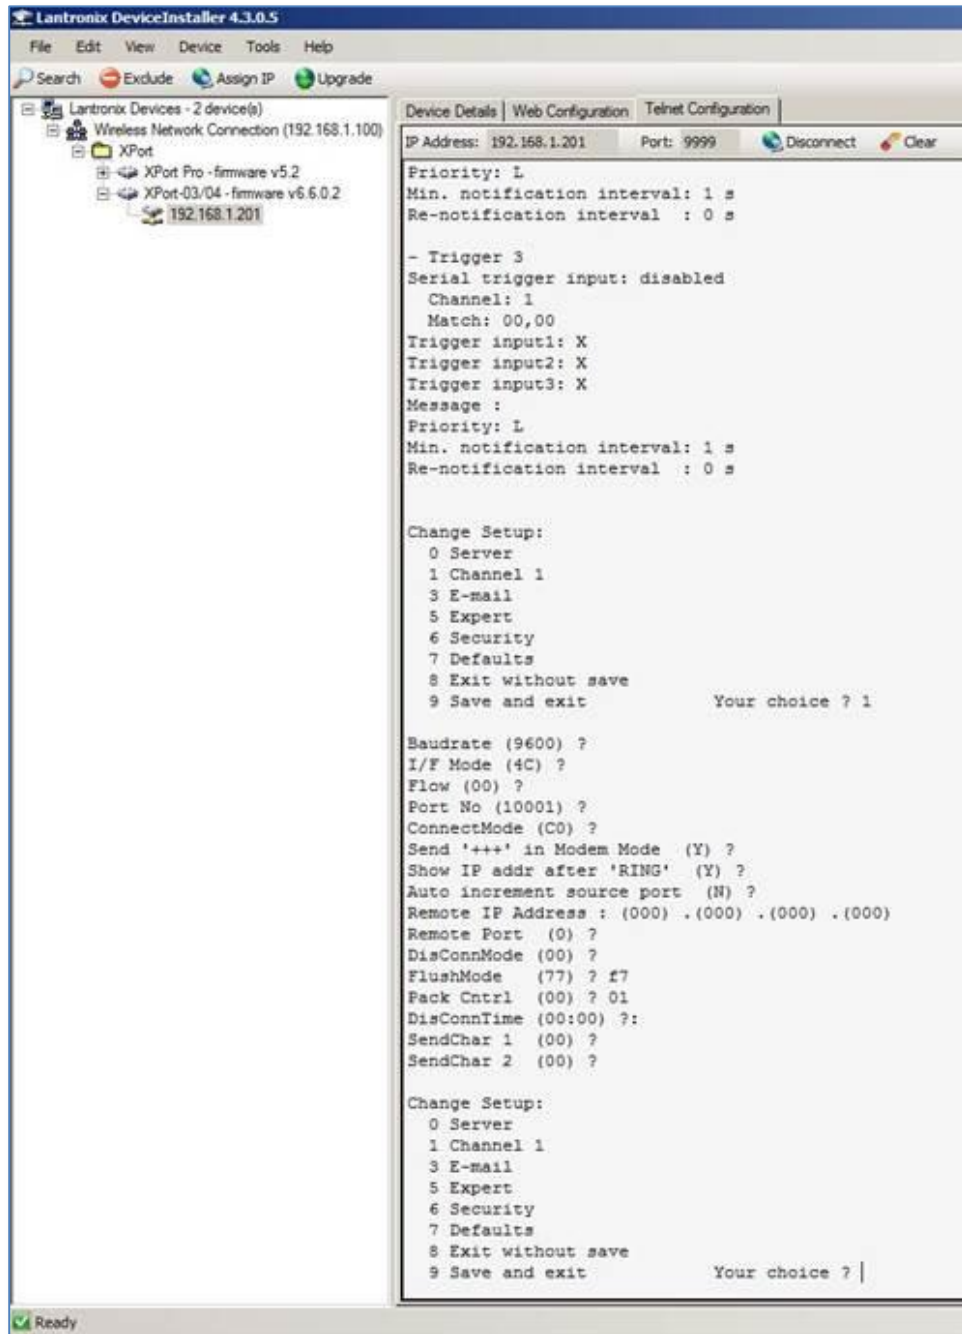 Lantronix DeviceInstaller 4.3.0.5
File Edit View Device Tools Help
Search Exclude Assign IP Upgrade
Lantronix Devices - 2 device(s)
Wireless Network Connection (192.168.1.100)
XPort
XPort Pro - firmware v5.2
XPort-03/04 - firmware v6.6.0.2
192.168.1.201
Device Details Web Configuration Telnet Configuration
IP Address: 192.168.1.201 Port: 9999 Disconnect Clear
Priority: L
Min. notification interval: 1 s
Re-notification interval : 0 s
- Trigger 3
Serial trigger input: disabled
Channel: 1
Match: 00,00
Trigger input1: X
Trigger input2: X
Trigger input3: X
Message :
Priority: L
Min. notification interval: 1 s
Re-notification interval : 0 s
Change Setup:
0 Server
1 Channel 1
3 E-mail
5 Expert
6 Security
7 Defaults
8 Exit without save
9 Save and exit Your choice ? 1
Baudrate (9600) ?
I/F Mode (4C) ?
Flow (00) ?
Port No (10001) ?
ConnectMode (C0) ?
Send '+++' in Modem Mode (Y) ?
Show IP addr after 'RING' (Y) ?
Auto increment source port (N) ?
Remote IP Address : (000) .(000) .(000) .(000)
Remote Port (0) ?
DisConnMode (00) ?
FlushMode (77) ? f7
Pack Cntrl (00) ? 01
DisConnTime (00:00) ?:
SendChar 1 (00) ?
SendChar 2 (00) ?
Change Setup:
0 Server
1 Channel 1
3 E-mail
5 Expert
6 Security
7 Defaults
8 Exit without save
9 Save and exit Your choice ?
Ready